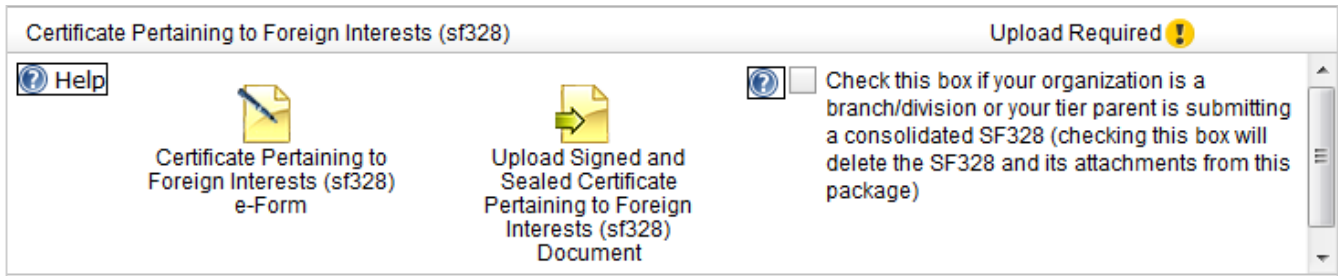 Certificate Pertaining to Foreign Interests (sf328)
Upload Required
Help
Certificate Pertaining to
Foreign Interests (sf328)
e-Form
Upload Signed and
Sealed Certificate
Pertaining to Foreign
Interests (sf328)
Document
Check this box if your organization is a
branch/division or your tier parent is submitting
a consolidated SF328 (checking this box will
delete the SF328 and its attachments from this
package)